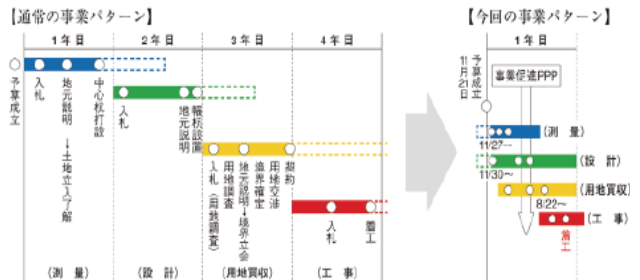 【通常の事業パターン】
1年目
2年目
3年目
4年目
予算成立
入札
地元説明→土地立入了解
中心杭打設
入札
地元説明
幅杭設置
入札(用地調査)
用地調査
地元説明→境界立会
境界確定
用地交渉
契約
入札
着工
(測 量)
(設 計)
(用地買収)
(工 事)
【今回の事業パターン】
1年目
予算成立
11月21日
事業促進PPP
(測 量)
11/27〜
(設 計)
11/30〜
(用地買収)
8/22〜
(工 事)
着工